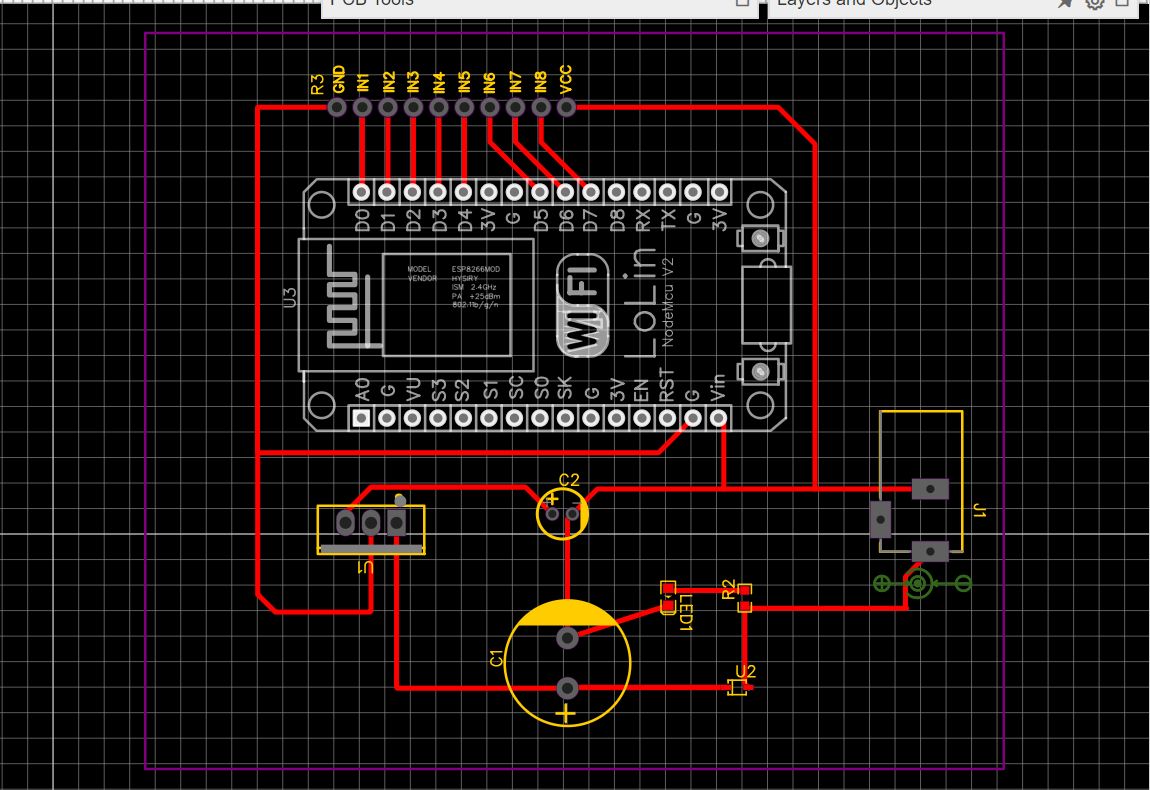 PCB Tools
Layers and Objects
R3
GND
IN1
IN2
IN3
IN4
IN5
IN6
IN7
IN8
VCC
D0
D1
D2
D3
D4
3V
G
D5
D6
D7
D8
RX
TX
G
3V
U3
MODEL
VENDOR
ESP8266MOD
HYSIRY
ISM 2.4GHz
PA +25dBm
802.11b/g/n
WiFi
LoLin
NodeMcu V2
A0
G
VU
S3
S2
S1
SC
S0
SK
G
3V
EN
RST
G
Vin
C2
+
J1
U1
LED1
R2
C1
U2
+